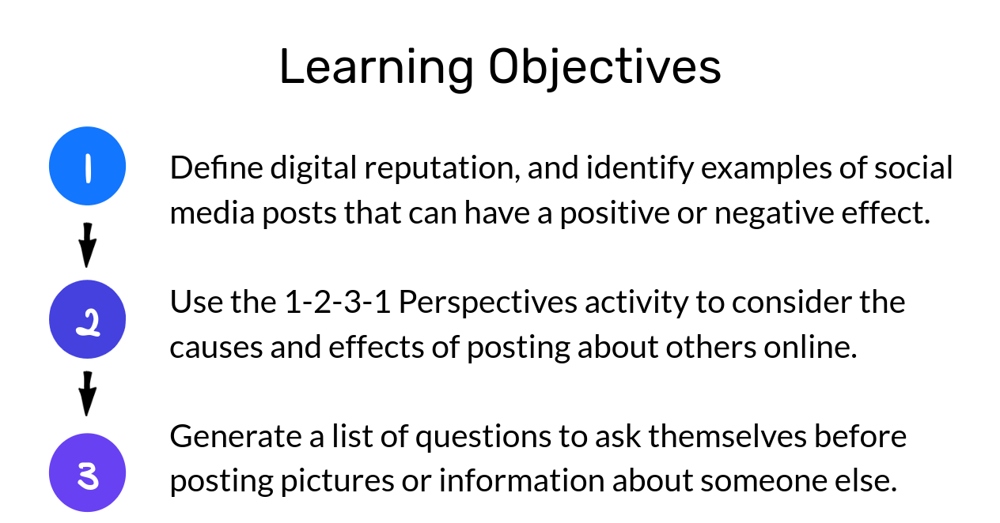 Learning Objectives
1
Define digital reputation, and identify examples of social
media posts that can have a positive or negative effect.
2
Use the 1-2-3-1 Perspectives activity to consider the
causes and effects of posting about others online.
3
Generate a list of questions to ask themselves before
posting pictures or information about someone else.